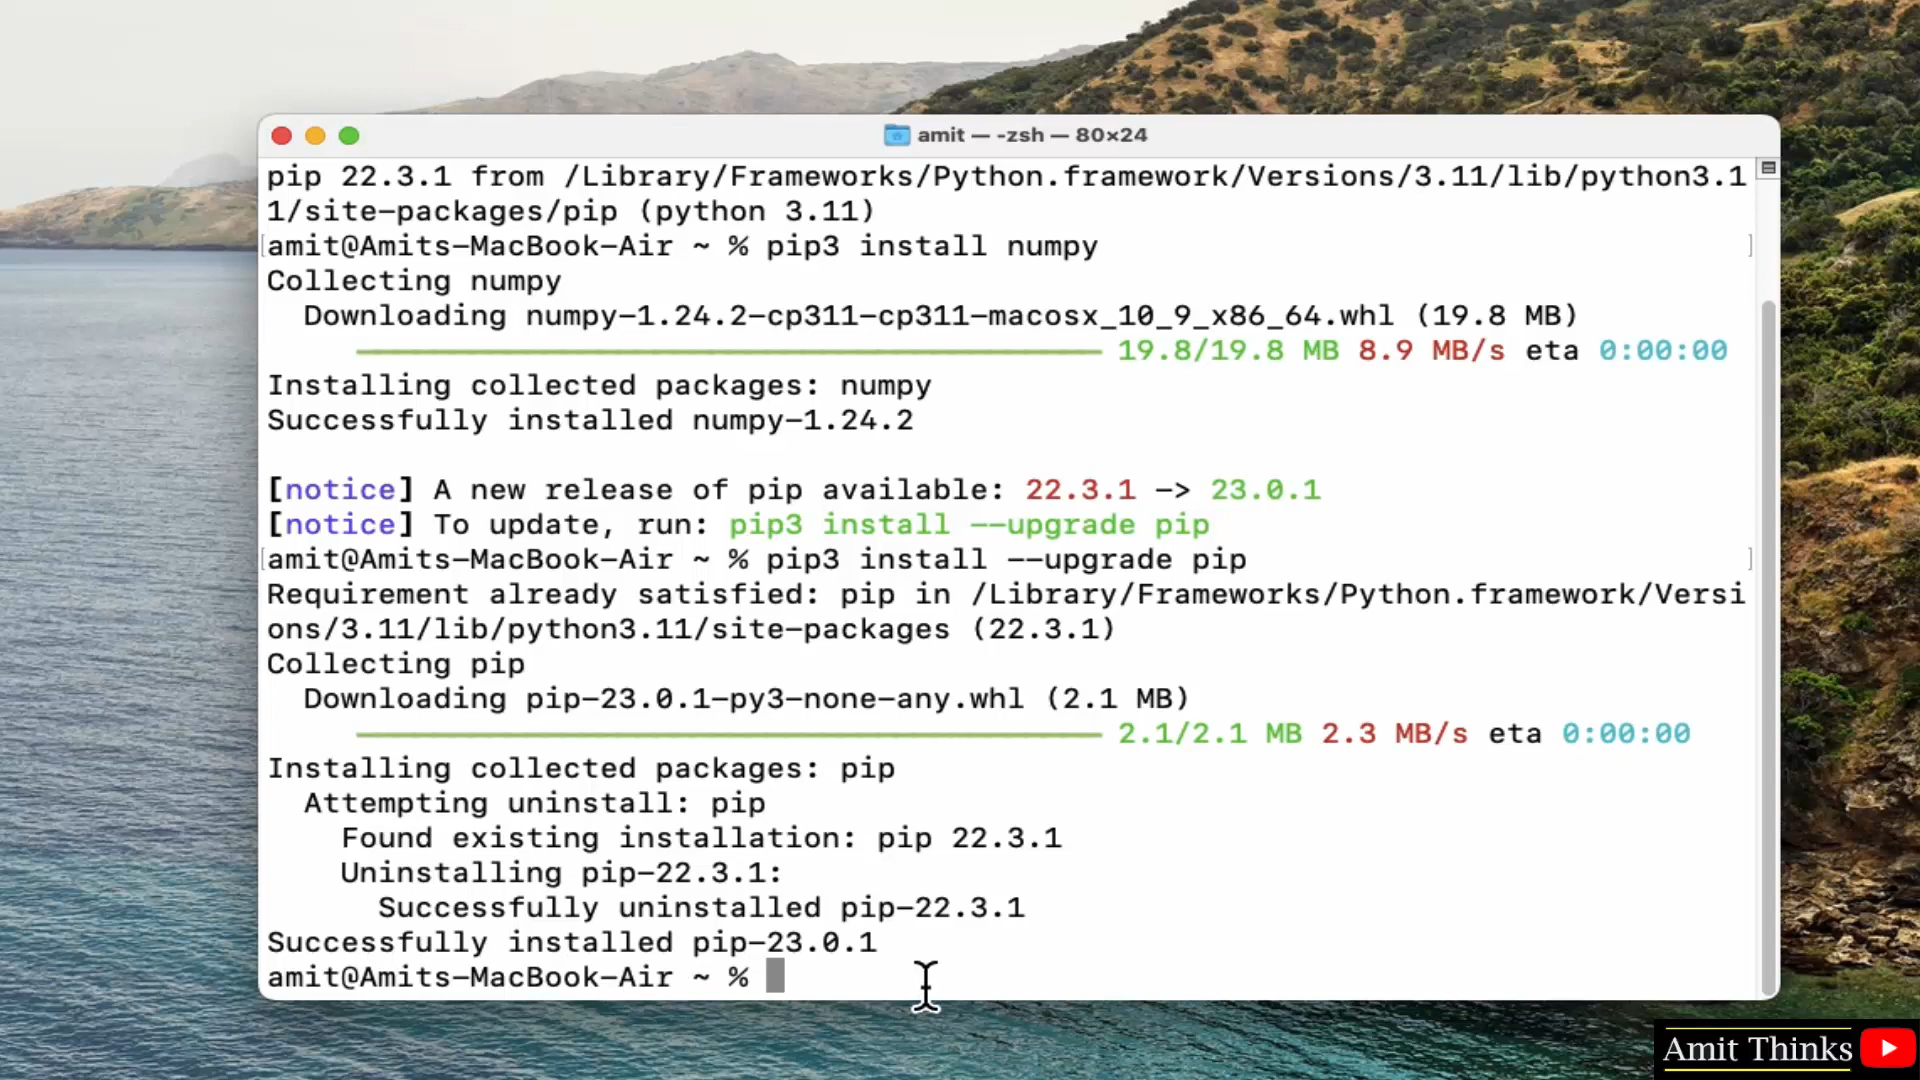 amit — -zsh — 80×24
pip 22.3.1 from /Library/Frameworks/Python.framework/Versions/3.11/lib/python3.1
1/site-packages/pip (python 3.11)
[amit@Amits-MacBook-Air ~ % pip3 install numpy ]
Collecting numpy
  Downloading numpy-1.24.2-cp311-cp311-macosx_10_9_x86_64.whl (19.8 MB)
19.8/19.8 MB 8.9 MB/s eta 0:00:00
Installing collected packages: numpy
Successfully installed numpy-1.24.2
[notice] A new release of pip available: 22.3.1 -> 23.0.1
[notice] To update, run: pip3 install --upgrade pip
[amit@Amits-MacBook-Air ~ % pip3 install --upgrade pip ]
Requirement already satisfied: pip in /Library/Frameworks/Python.framework/Versi
ons/3.11/lib/python3.11/site-packages (22.3.1)
Collecting pip
  Downloading pip-23.0.1-py3-none-any.whl (2.1 MB)
2.1/2.1 MB 2.3 MB/s eta 0:00:00
Installing collected packages: pip
  Attempting uninstall: pip
    Found existing installation: pip 22.3.1
    Uninstalling pip-22.3.1:
      Successfully uninstalled pip-22.3.1
Successfully installed pip-23.0.1
amit@Amits-MacBook-Air ~ %
Amit Thinks